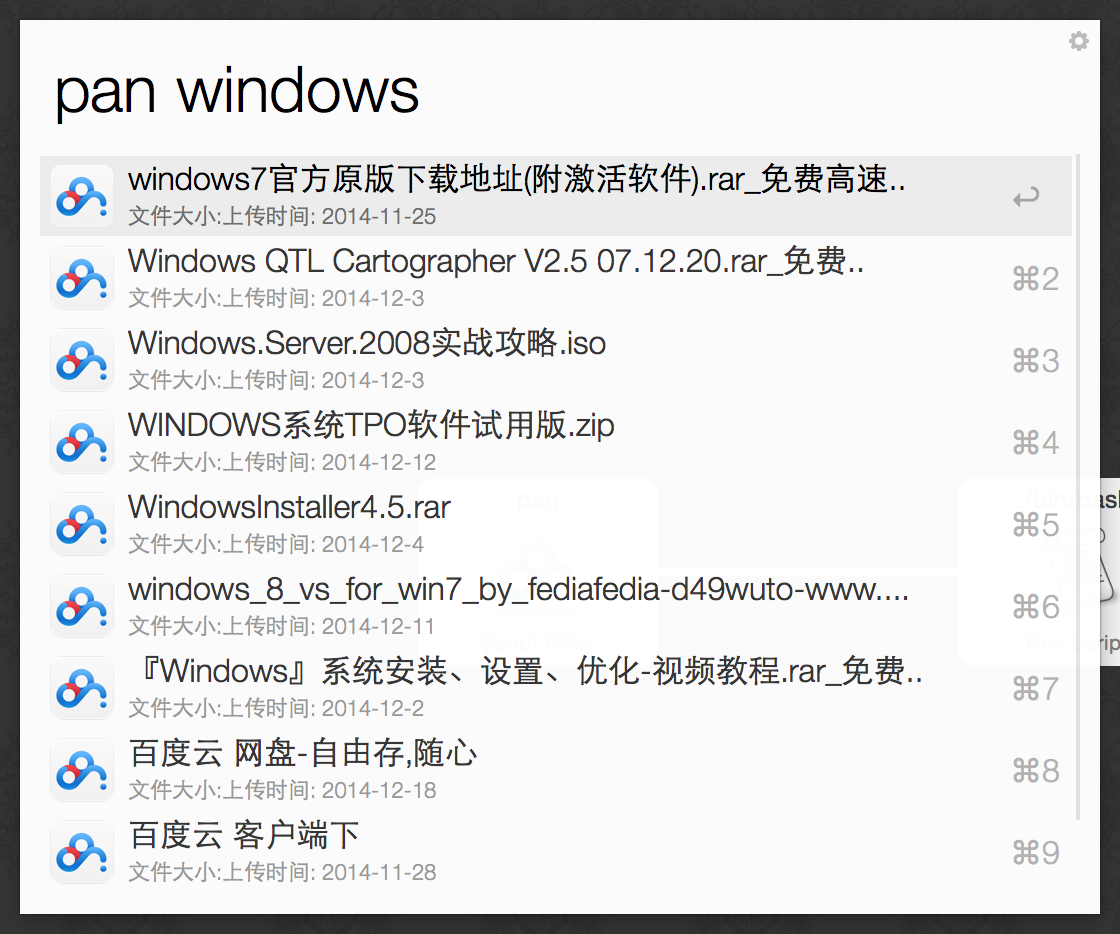 pan windows
windows7官方原版下载地址(附激活软件).rar_免费高速..
文件大小:上传时间: 2014-11-25
Windows QTL Cartographer V2.5 07.12.20.rar_免费..
文件大小:上传时间: 2014-12-3
⌘2
Windows.Server.2008实战攻略.iso
文件大小:上传时间: 2014-12-3
⌘3
WINDOWS系统TPO软件试用版.zip
文件大小:上传时间: 2014-12-12
⌘4
pan
/bin/bash
WindowsInstaller4.5.rar
文件大小:上传时间: 2014-12-4
⌘5
windows_8_vs_for_win7_by_fediafedia-d49wuto-www....
文件大小:上传时间: 2014-12-11
⌘6
Script Filter
『Windows』系统安装、设置、优化-视频教程.rar_免费..
文件大小:上传时间: 2014-12-2
⌘7
百度云 网盘-自由存,随心
文件大小:上传时间: 2014-12-18
⌘8
百度云 客户端下
文件大小:上传时间: 2014-11-28
⌘9